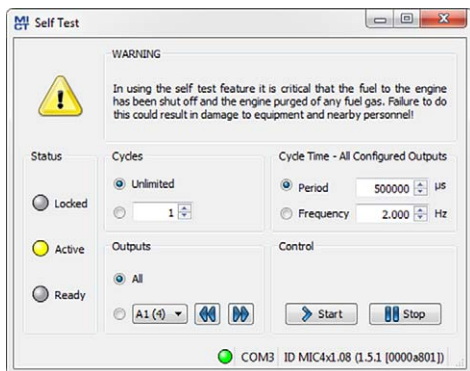 MI
CT Self Test
WARNING
In using the self test feature it is critical that the fuel to the engine
has been shut off and the engine purged of any fuel gas. Failure to do
this could result in damage to equipment and nearby personnel!
Status
Locked
Active
Ready
Cycles
Unlimited
1
Cycle Time - All Configured Outputs
Period 500000 µs
Frequency 2.000 Hz
Outputs
All
A1 (4)
Control
Start Stop
COM3 ID MIC4x1.08 (1.5.1 [0000a801])